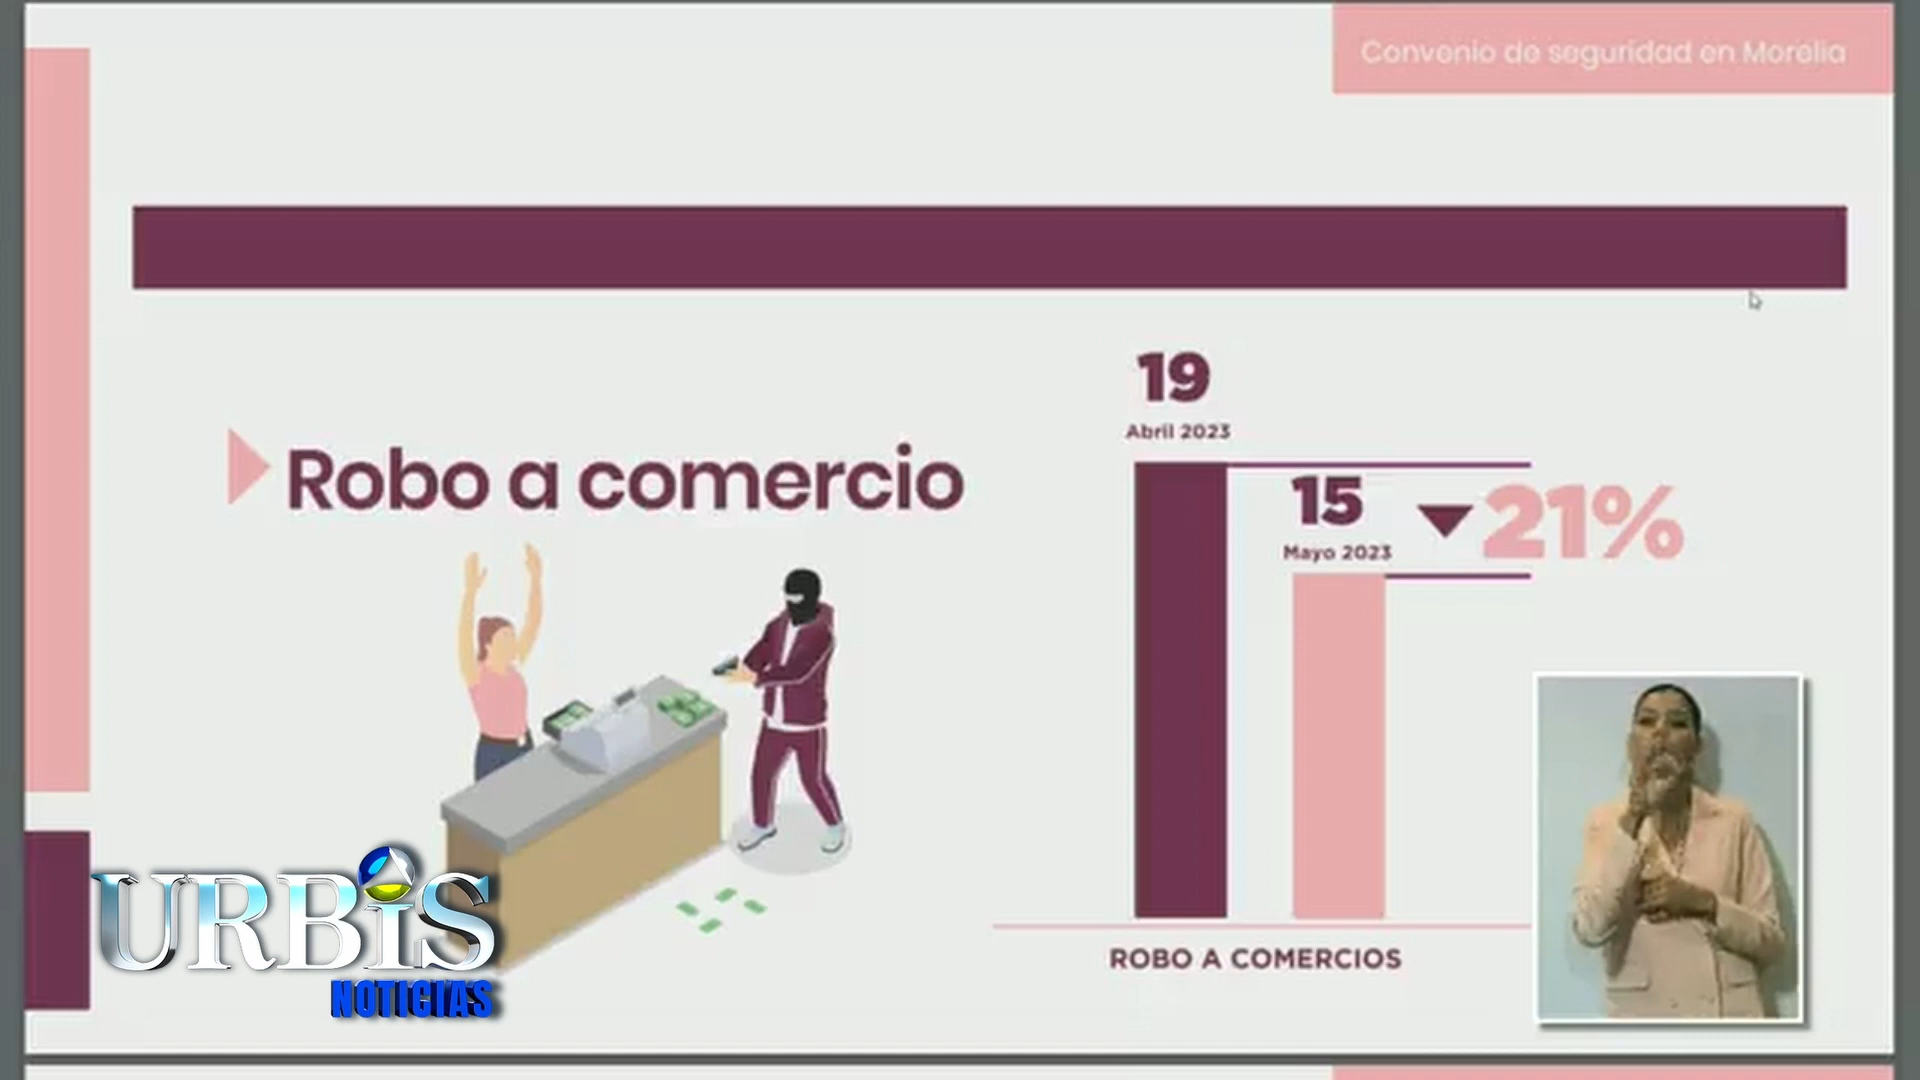 Convenio de seguridad en Morelia
19
Abril 2023
Robo a comercio
15
Mayo 2023
21%
ROBO A COMERCIOS
URBiS
NOTICIAS